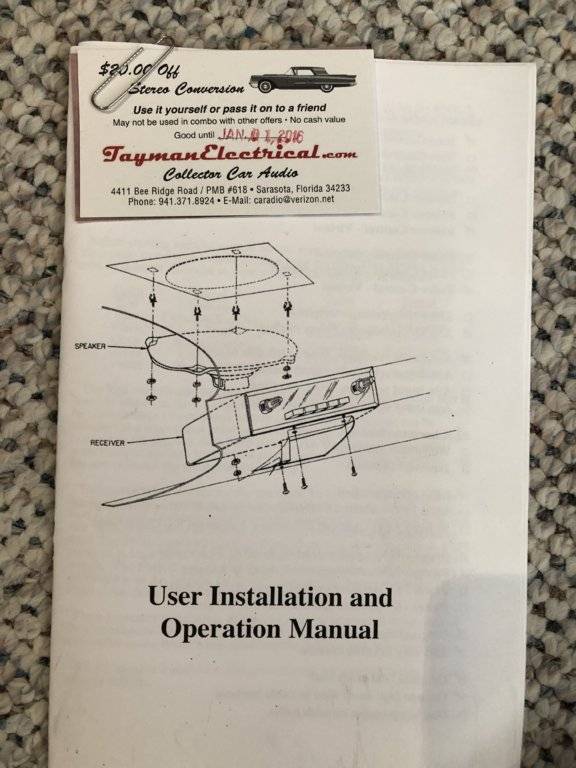 $20.00 Off
Stereo Conversion
Use it yourself or pass it on to a friend
May not be used in combo with other offers • No cash value
Good until JAN. 0 1, 2016
TaymanElectrical.com
Collector Car Audio
4411 Bee Ridge Road / PMB #618 • Sarasota, Florida 34233
Phone: 941.371.8924 • E-Mail: caradio@verizon.net
SPEAKER
RECEIVER
User Installation and
Operation Manual